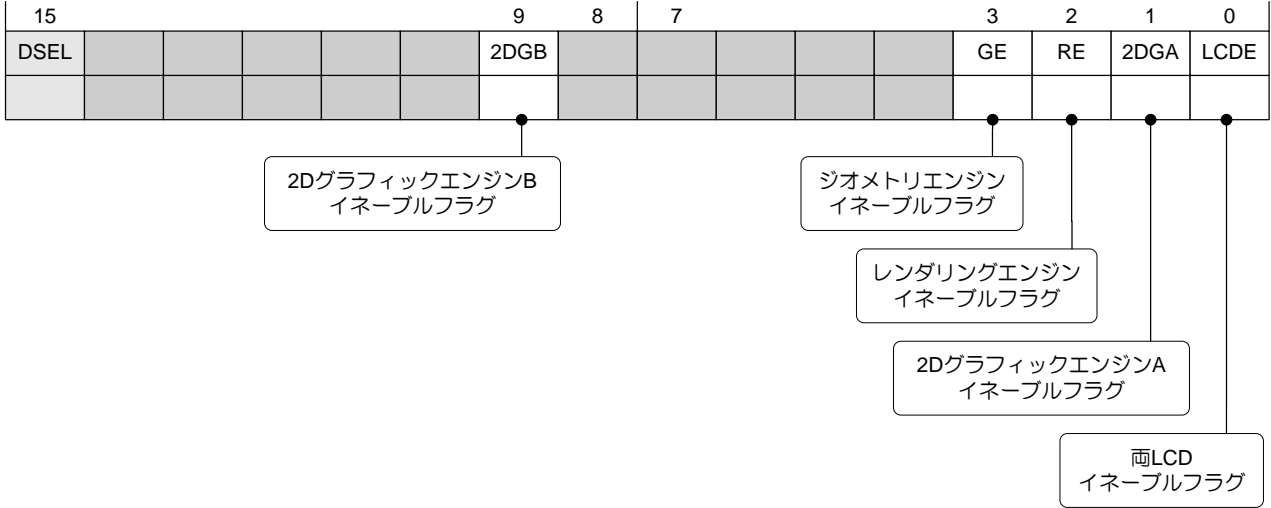 15 9 8 7 3 2 1 0
DSEL 2DGB GE RE 2DGA LCDE
2DグラフィックエンジンB
イネーブルフラグ
ジオメトリエンジン
イネーブルフラグ
レンダリングエンジン
イネーブルフラグ
2DグラフィックエンジンA
イネーブルフラグ
両LCD
イネーブルフラグ